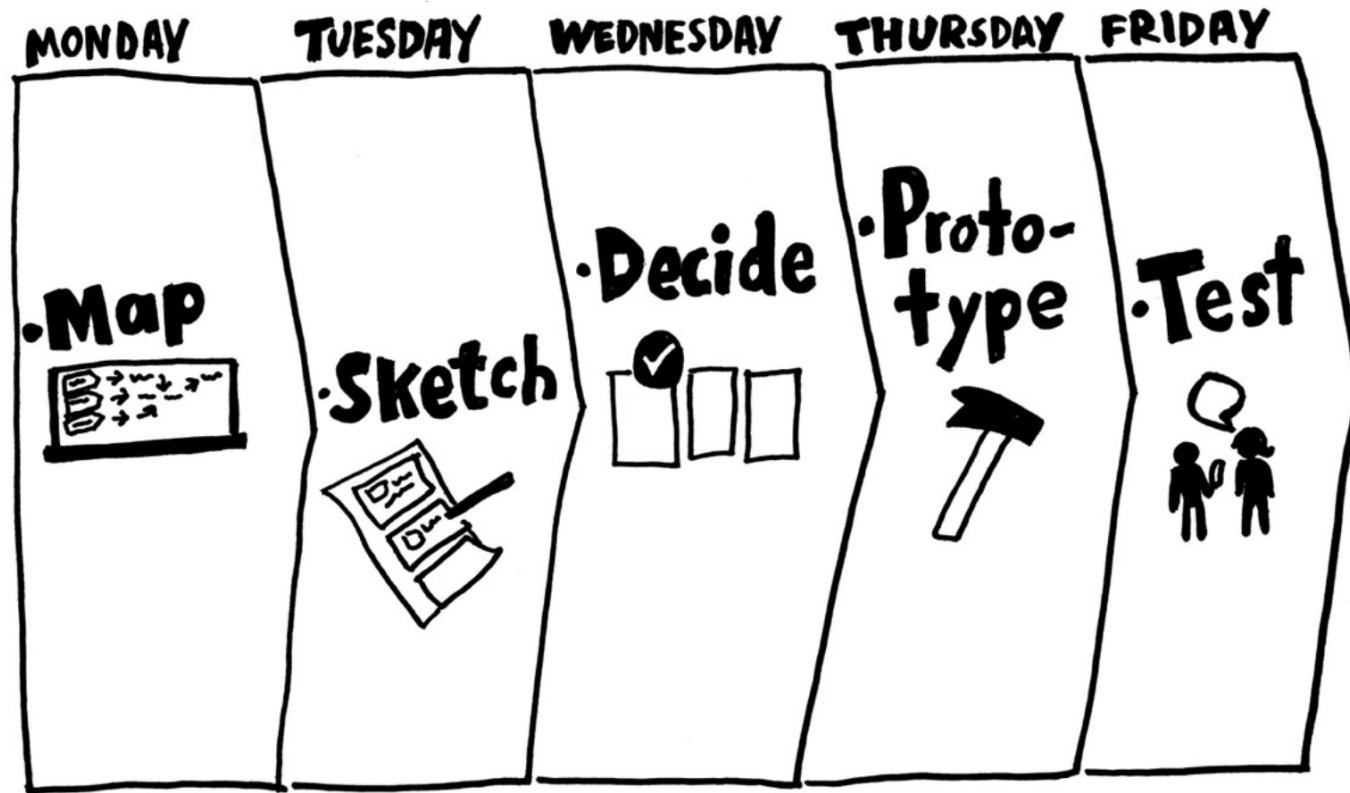 MONDAY
TUESDAY
WEDNESDAY
THURSDAY
FRIDAY
•Map
•Sketch
•Decide
•Proto-
type
•Test